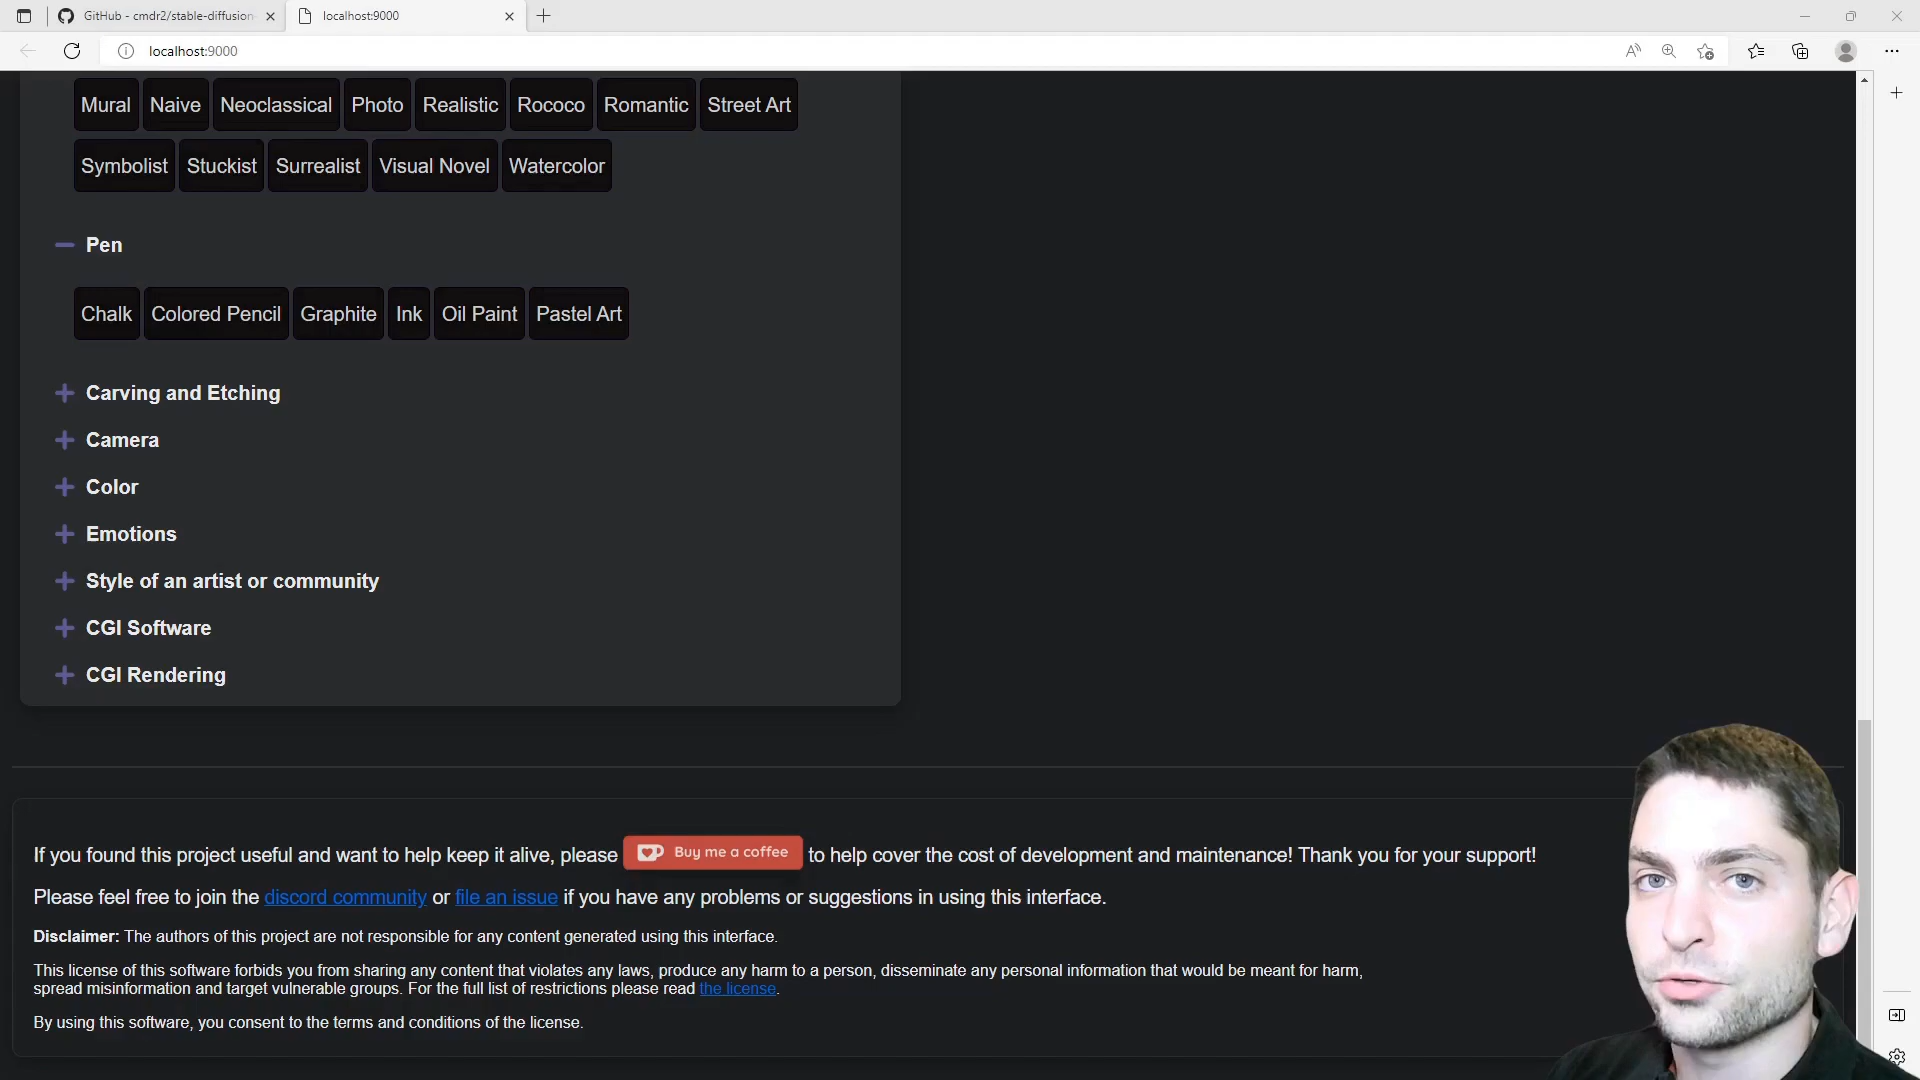 GitHub - cmdr2/stable-diffusion
localhost:9000
localhost:9000
Mural Naive Neoclassical Photo Realistic Rococo Romantic Street Art
Symbolist Stuckist Surrealist Visual Novel Watercolor
Pen
Chalk Colored Pencil Graphite Ink Oil Paint Pastel Art
Carving and Etching
Camera
Color
Emotions
Style of an artist or community
CGI Software
CGI Rendering
If you found this project useful and want to help keep it alive, please Buy me a coffee to help cover the cost of development and maintenance! Thank you for your support!
Please feel free to join the discord community or file an issue if you have any problems or suggestions in using this interface.
Disclaimer: The authors of this project are not responsible for any content generated using this interface.
This license of this software forbids you from sharing any content that violates any laws, produce any harm to a person, disseminate any personal information that would be meant for harm,
spread misinformation and target vulnerable groups. For the full list of restrictions please read the license.
By using this software, you consent to the terms and conditions of the license.